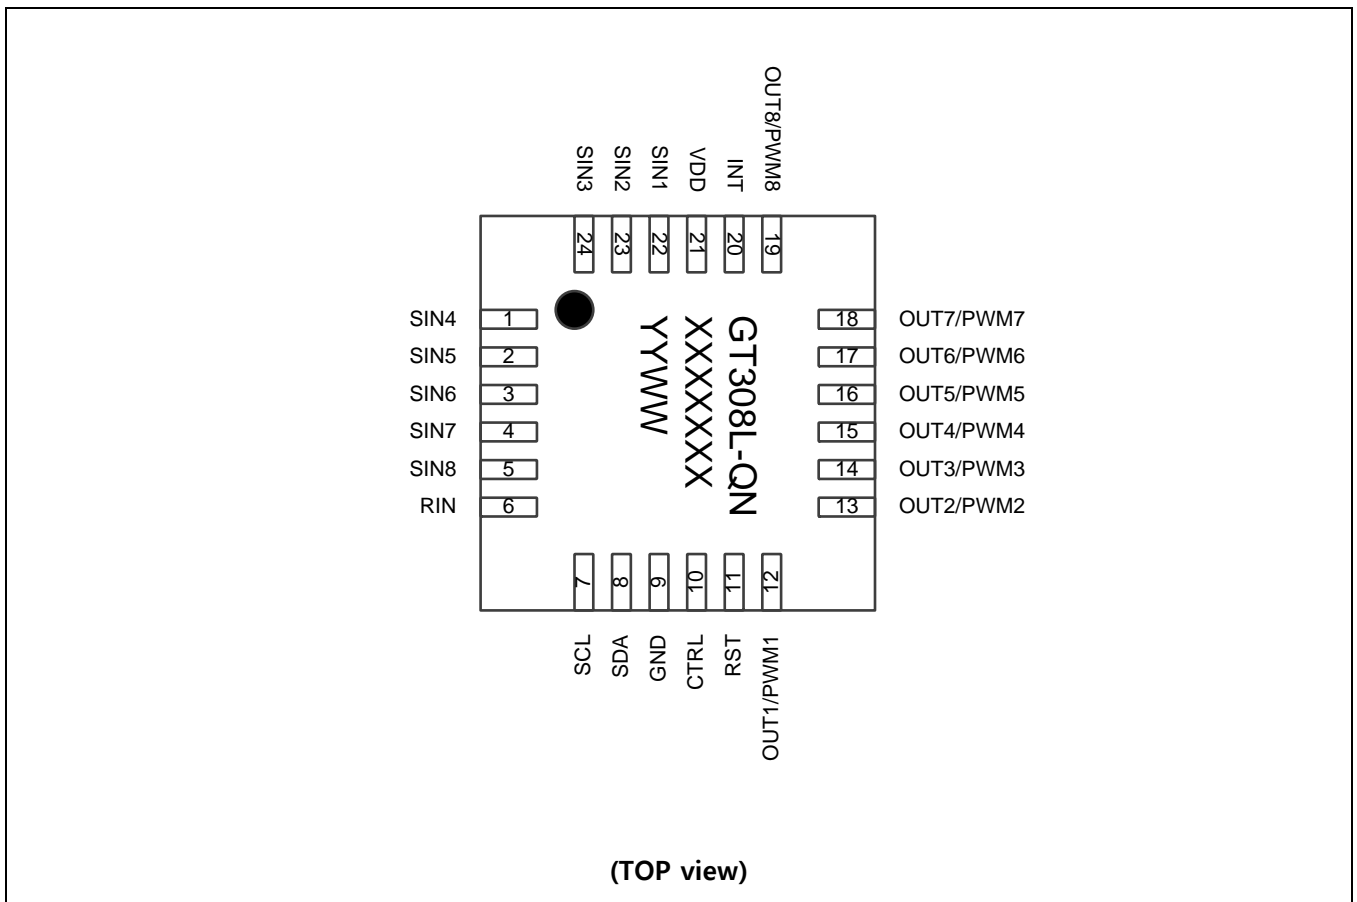 SIN3
SIN2
SIN1
VDD
INT
OUT8/PWM8
24
23
22
21
20
19
SIN4 1
SIN5 2
SIN6 3
SIN7 4
SIN8 5
RIN 6
GT308L-QN
XXXXXXX
YYWW
18 OUT7/PWM7
17 OUT6/PWM6
16 OUT5/PWM5
15 OUT4/PWM4
14 OUT3/PWM3
13 OUT2/PWM2
7
8
9
10
11
12
SCL
SDA
GND
CTRL
RST
OUT1/PWM1
(TOP view)